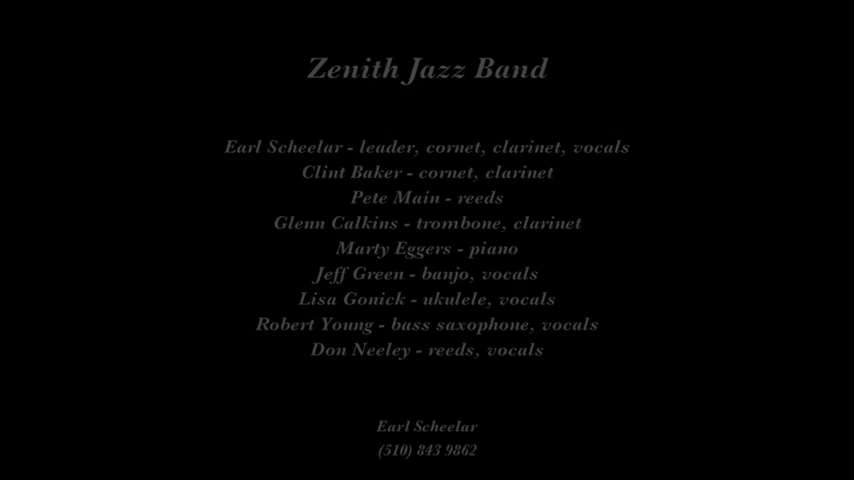 Zenith Jazz Band
Earl Scheelar - leader, cornet, clarinet, vocals
Clint Baker - cornet, clarinet
Pete Main - reeds
Glenn Calkins - trombone, clarinet
Marty Eggers - piano
Jeff Green - banjo, vocals
Lisa Gonick - ukulele, vocals
Robert Young - bass saxophone, vocals
Don Neeley - reeds, vocals
Earl Scheelar
(510) 843 9862